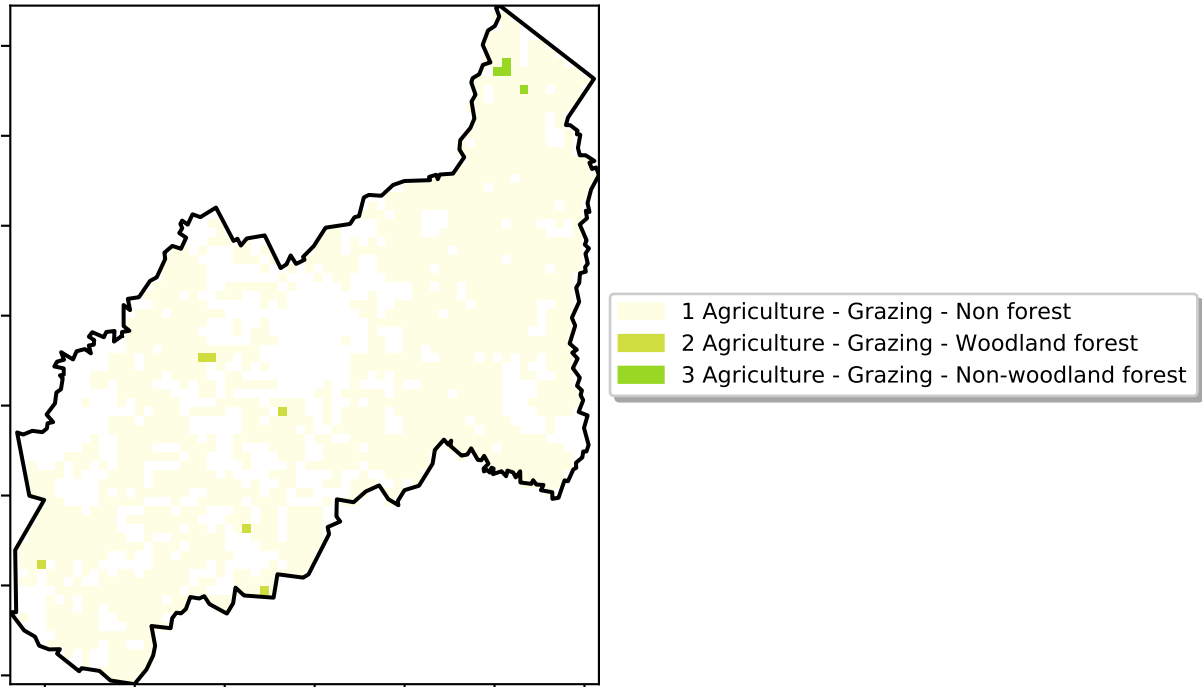 1 Agriculture - Grazing - Non forest
2 Agriculture - Grazing - Woodland forest
3 Agriculture - Grazing - Non-woodland forest